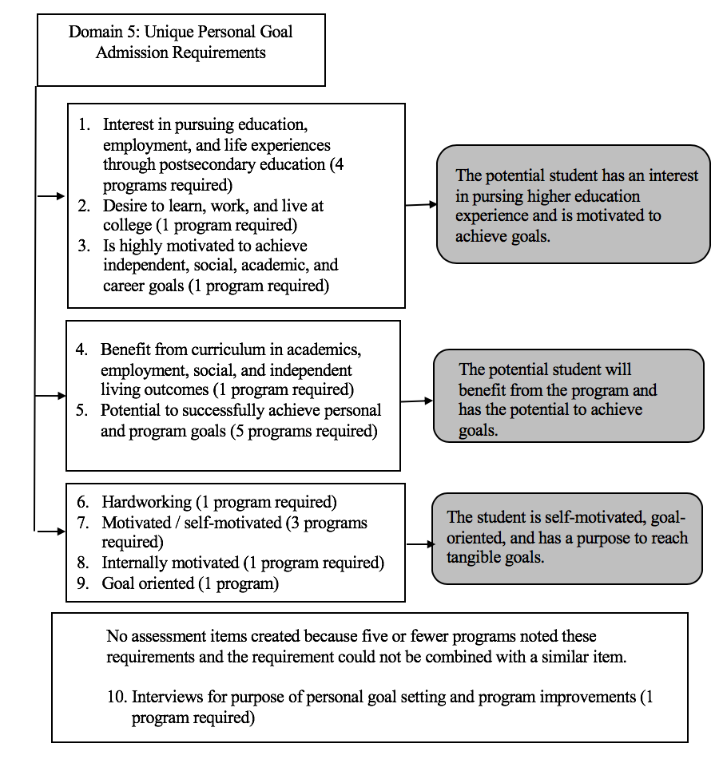 Domain 5: Unique Personal Goal
Admission Requirements
1. Interest in pursuing education,
employment, and life experiences
through postsecondary education (4
programs required)
2. Desire to learn, work, and live at
college (1 program required)
3. Is highly motivated to achieve
independent, social, academic, and
career goals (1 program required)
The potential student has an interest
in pursing higher education
experience and is motivated to
achieve goals.
4. Benefit from curriculum in academics,
employment, social, and independent
living outcomes (1 program required)
5. Potential to successfully achieve personal
and program goals (5 programs required)
The potential student will
benefit from the program and
has the potential to achieve
goals.
6. Hardworking (1 program required)
7. Motivated / self-motivated (3 programs
required)
8. Internally motivated (1 program required)
9. Goal oriented (1 program)
The student is self-motivated, goal-
oriented, and has a purpose to reach
tangible goals.
No assessment items created because five or fewer programs noted these
requirements and the requirement could not be combined with a similar item.
10. Interviews for purpose of personal goal setting and program improvements (1
program required)